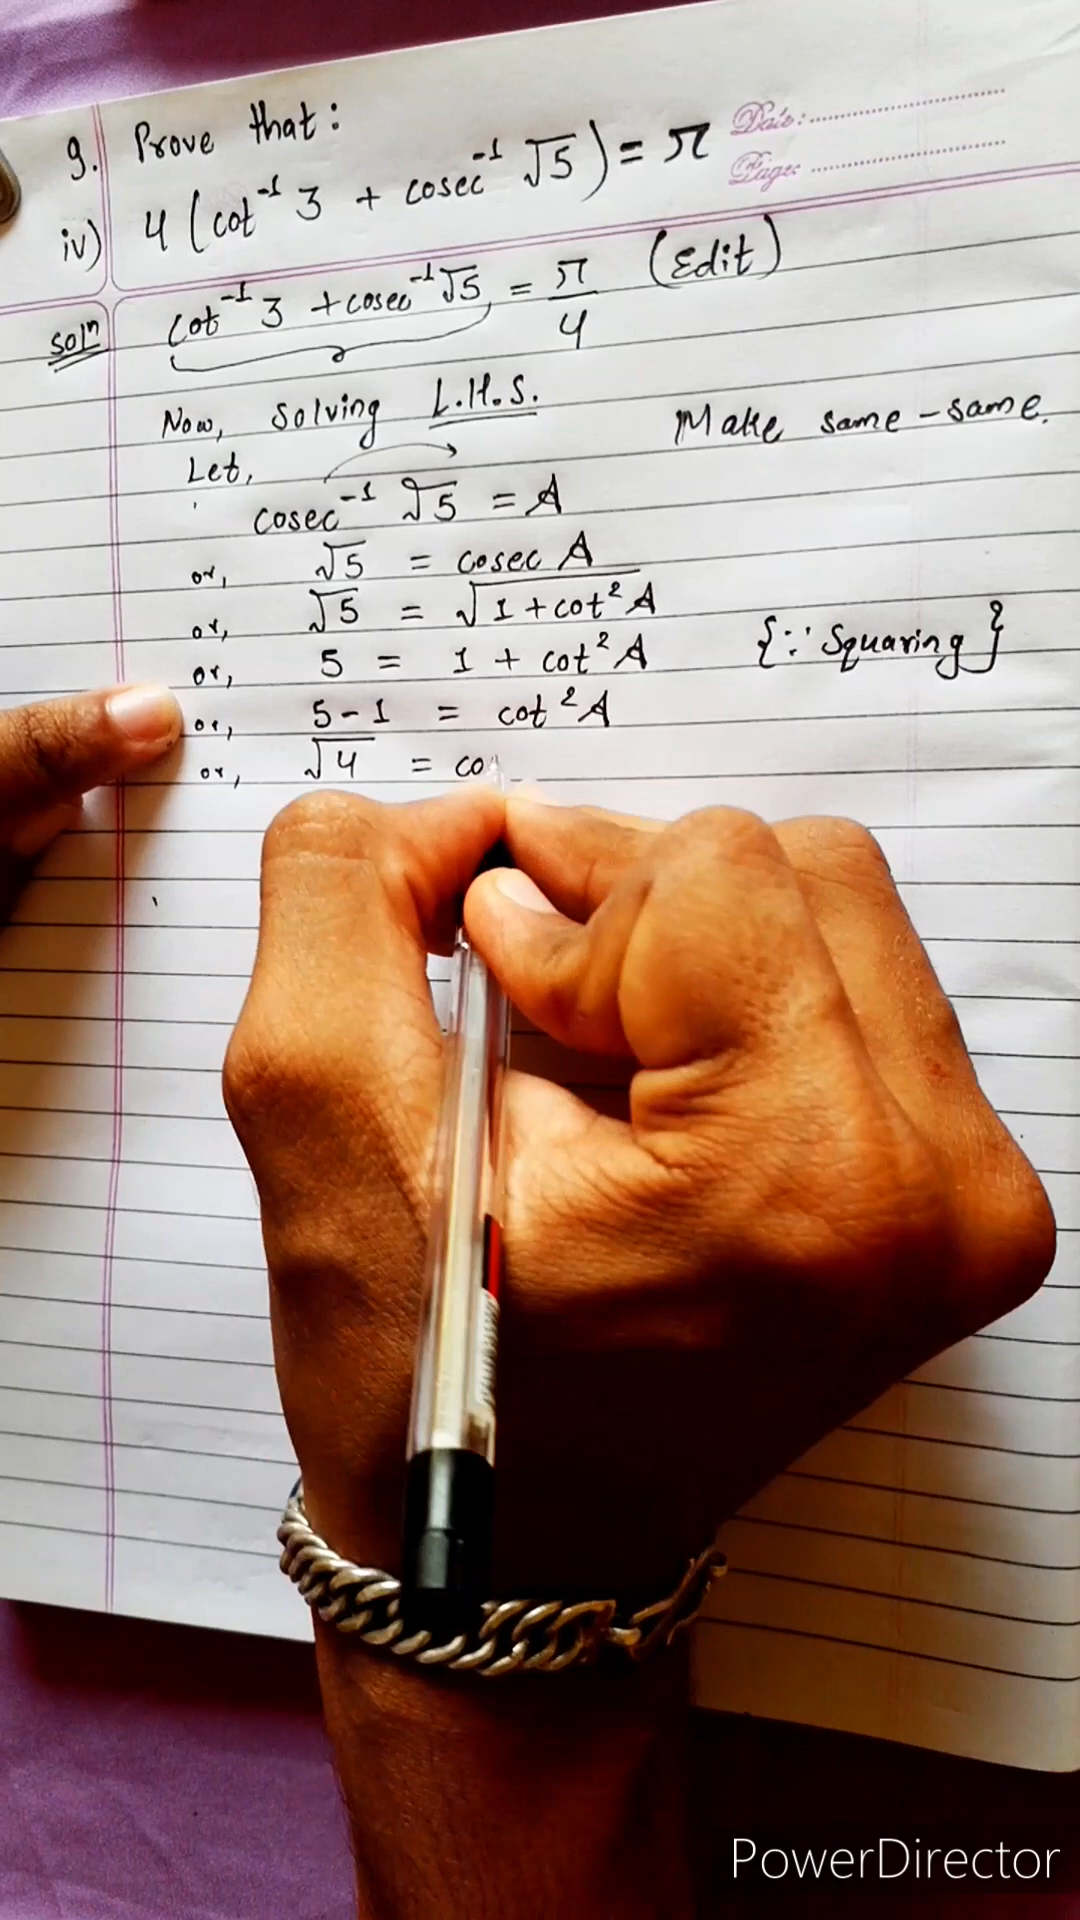 Date:
Page:
9. Prove that:
iv) 4 (cot⁻¹ 3 + cosec⁻¹ √5) = π
Solⁿ cot⁻¹ 3 + cosec⁻¹ √5 = π/4 (Edit)
Now, Solving L.H.S. Make same-same.
Let,
cosec⁻¹ √5 = A
or, √5 = cosec A
or, √5 = √1 + cot² A
or, 5 = 1 + cot² A {∵ Squaring}
or, 5-1 = cot² A
or, √4 = co
PowerDirector